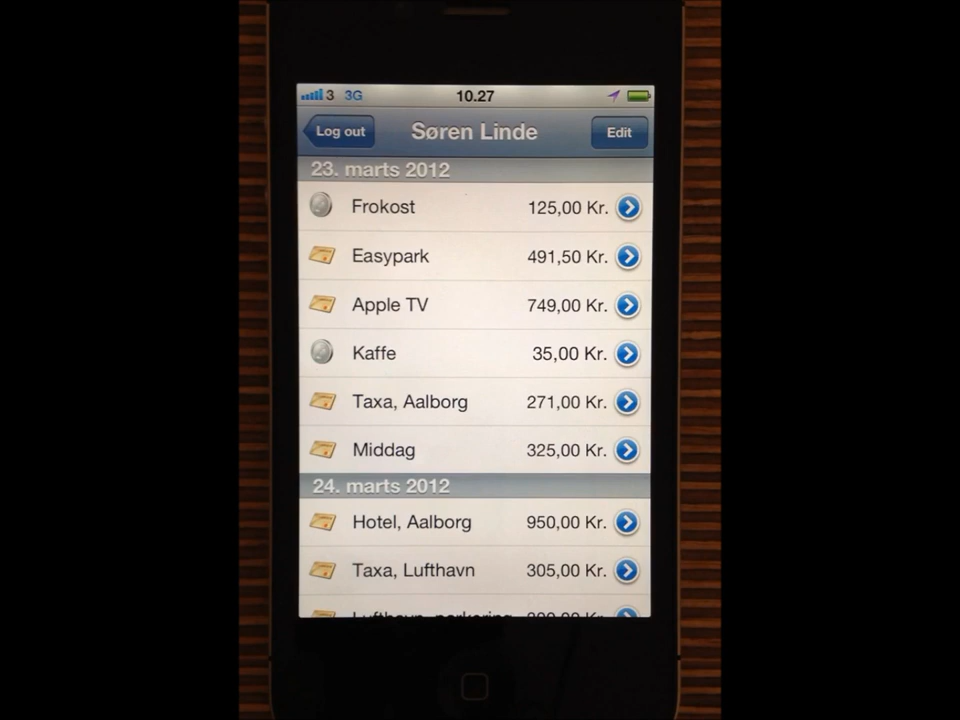 3 3G 10.27
Log out Søren Linde Edit
23. marts 2012
Frokost 125,00 Kr.
Easypark 491,50 Kr.
Apple TV 749,00 Kr.
Kaffe 35,00 Kr.
Taxa, Aalborg 271,00 Kr.
Middag 325,00 Kr.
24. marts 2012
Hotel, Aalborg 950,00 Kr.
Taxa, Lufthavn 305,00 Kr.
Lufthavn, parkering Kr.